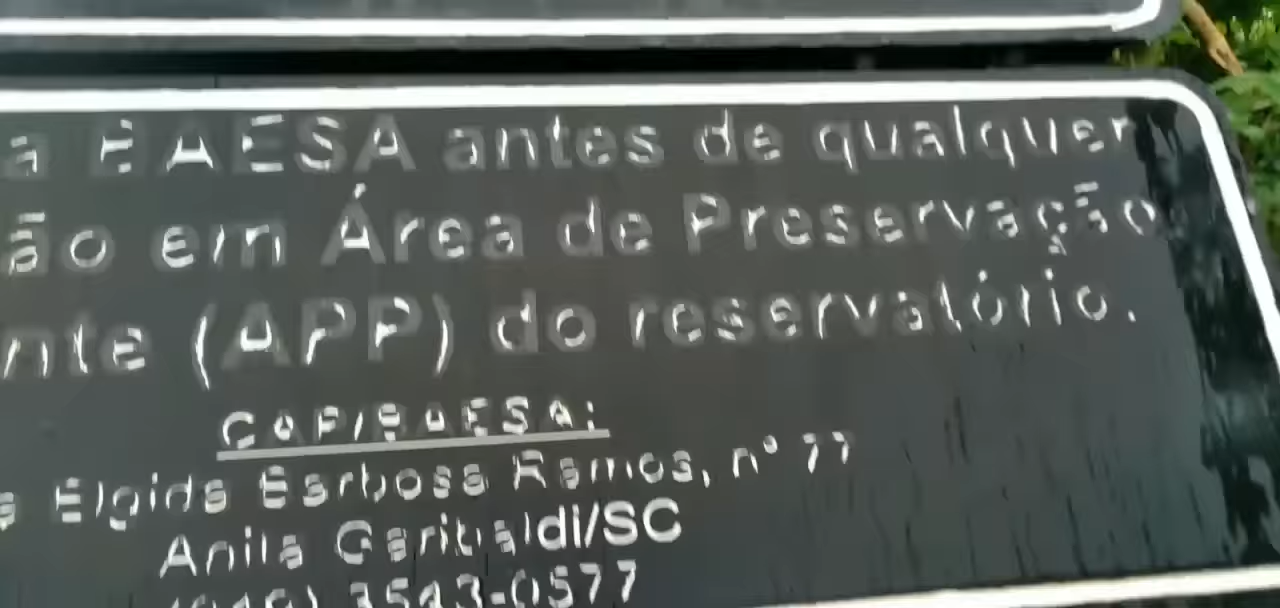 a BAESA antes de qualquer
ão em Área de Preservação
nte (APP) do reservatório.
CAP/BAESA:
a Elgida Barbosa Ramos, nº 77
Anita Garibaldi/SC
3543-0577